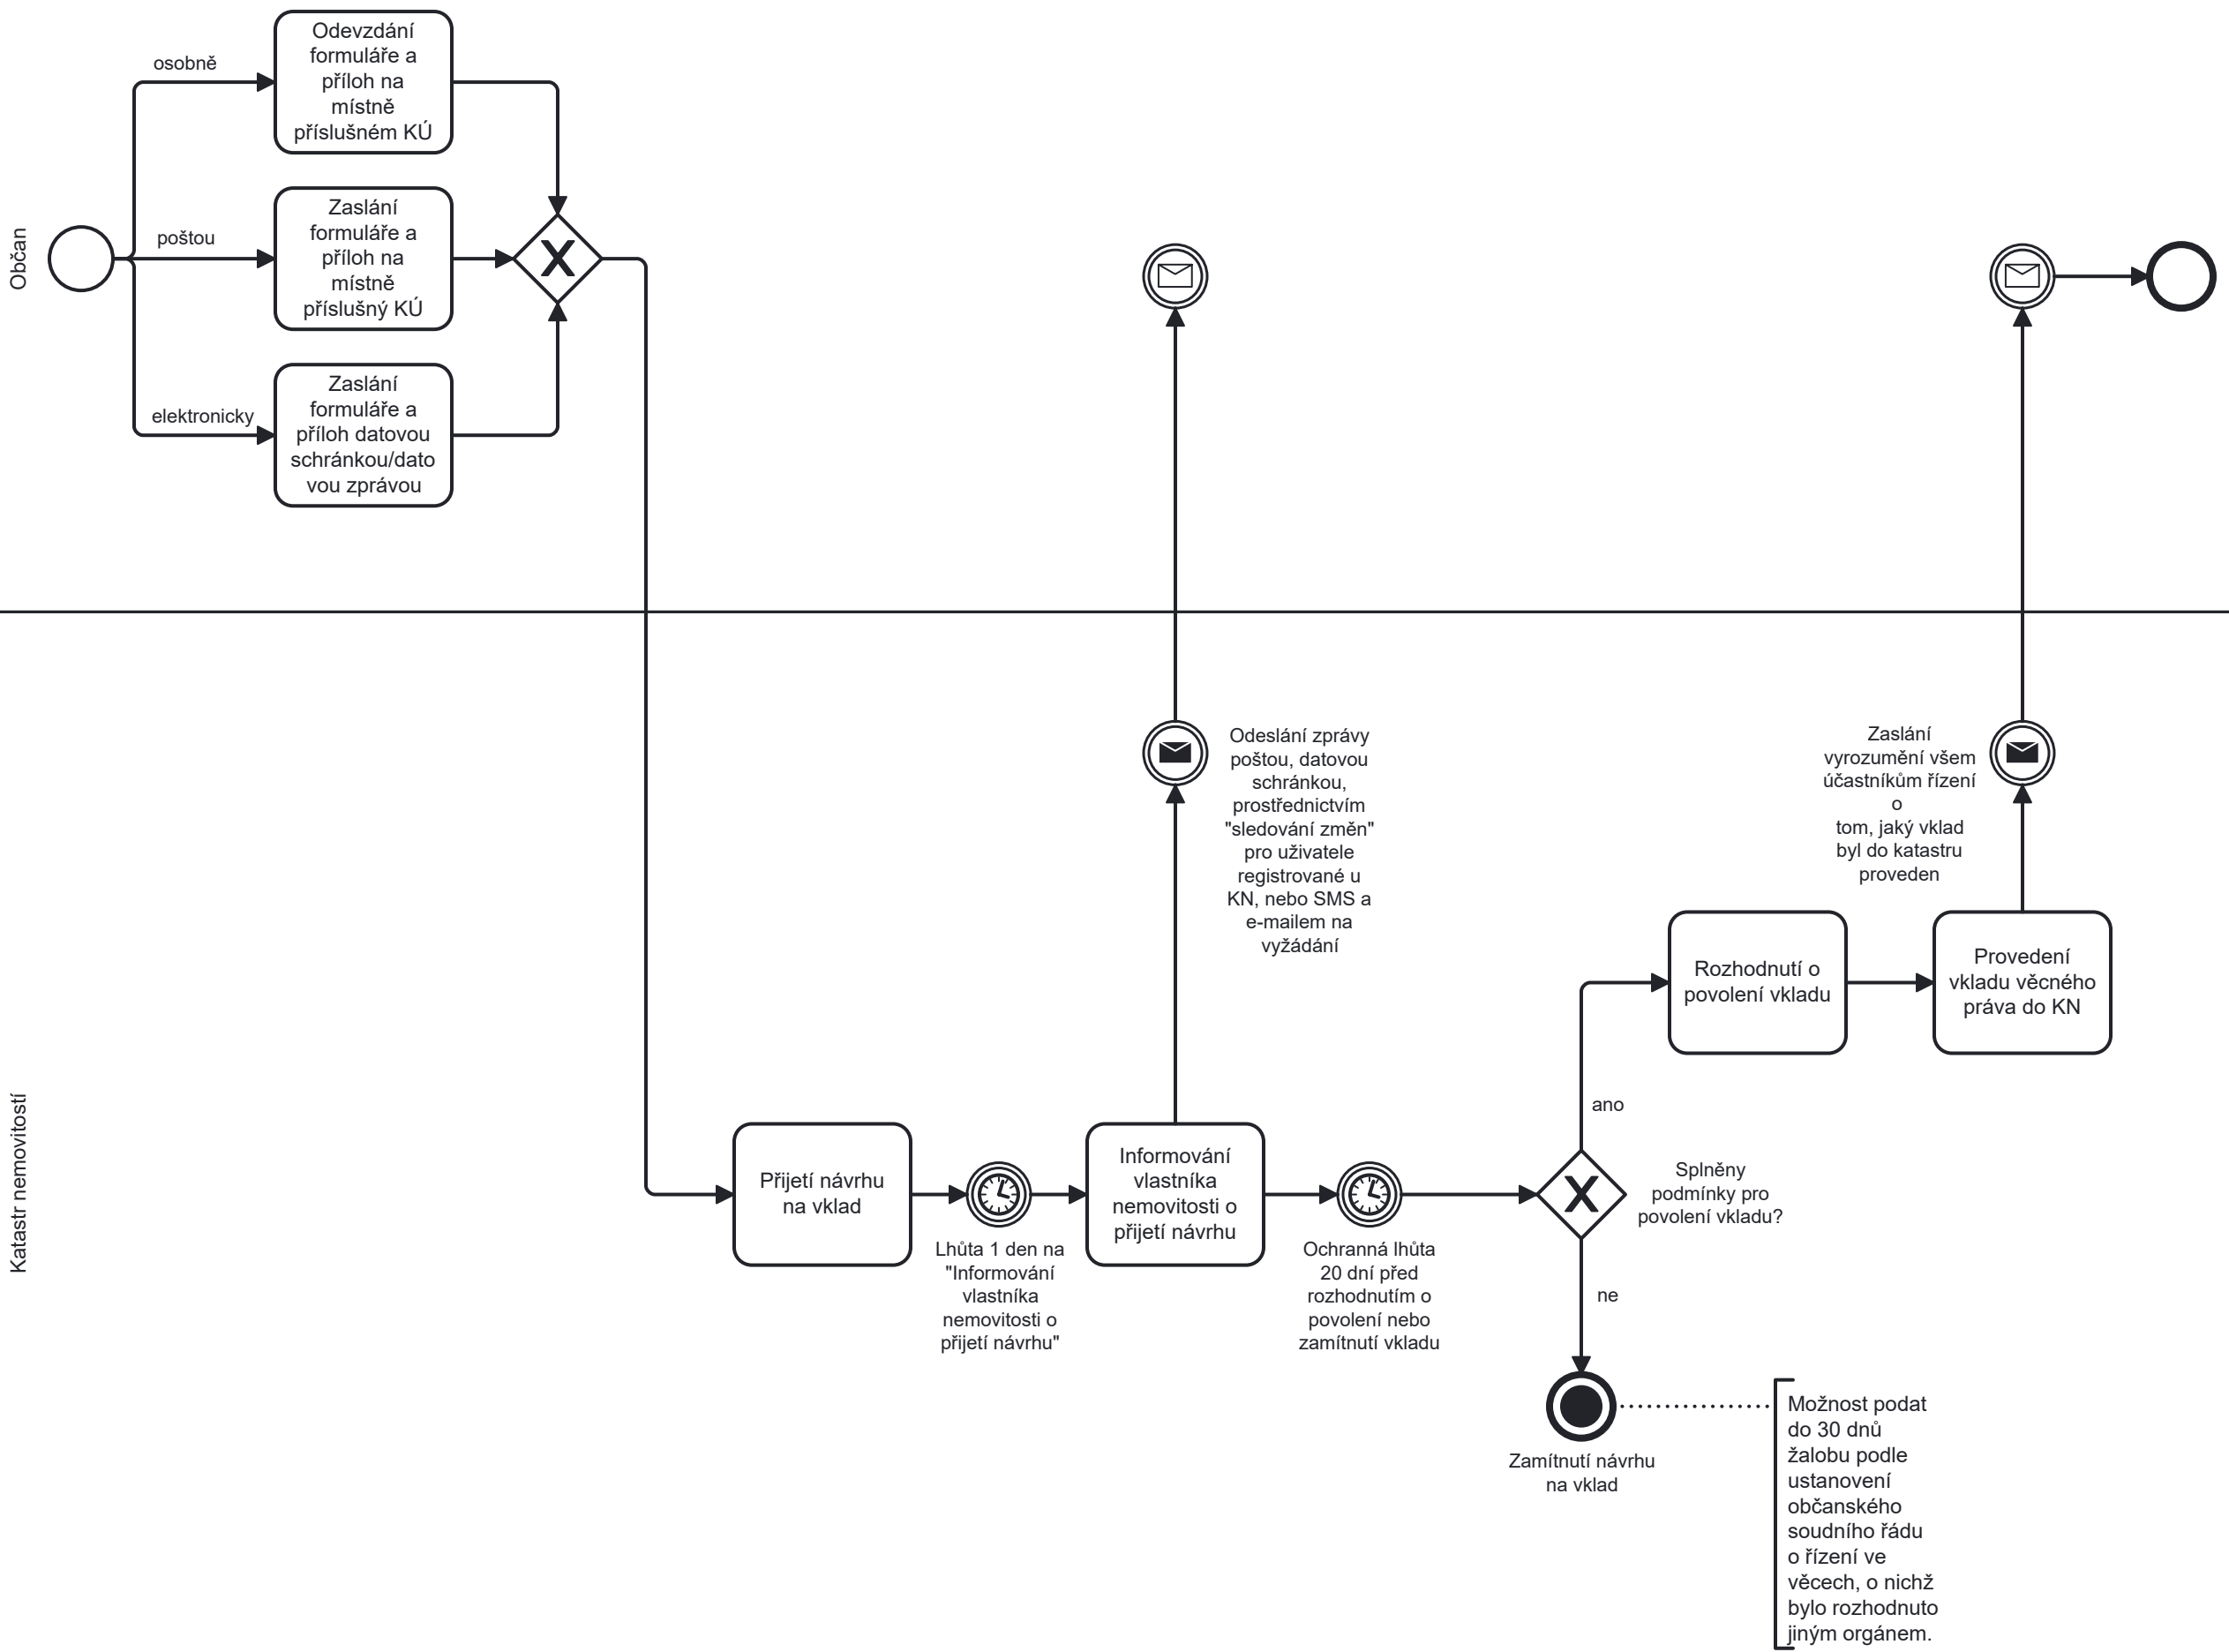 Občan
osobně
Odevzdání
formuláře a
příloh na
místně
příslušném KÚ
poštou
Zaslání
formuláře a
příloh na
místně
příslušný KÚ
elektronicky
Zaslání
formuláře a
příloh datovou
schránkou/dato
vou zprávou
X
Katastr nemovitostí
Přijetí návrhu
na vklad
Lhůta 1 den na
"Informování
vlastníka
nemovitosti o
přijetí návrhu"
Informování
vlastníka
nemovitosti o
přijetí návrhu
Odeslání zprávy
poštou, datovou
schránkou,
prostřednictvím
"sledování změn"
pro uživatele
registrované u
KN, nebo SMS a
e-mailem na
vyžádání
Ochranná lhůta
20 dní před
rozhodnutím o
povolení nebo
zamítnutí vkladu
X
Splněny
podmínky pro
povolení vkladu?
ano
Rozhodnutí o
povolení vkladu
Provedení
vkladu věcného
práva do KN
Zaslání
vyrozumění všem
účastníkům řízení
o
tom, jaký vklad
byl do katastru
proveden
ne
Zamítnutí návrhu
na vklad
Možnost podat
do 30 dnů
žalobu podle
ustanovení
občanského
soudního řádu
o řízení ve
věcech, o nichž
bylo rozhodnuto
jiným orgánem.